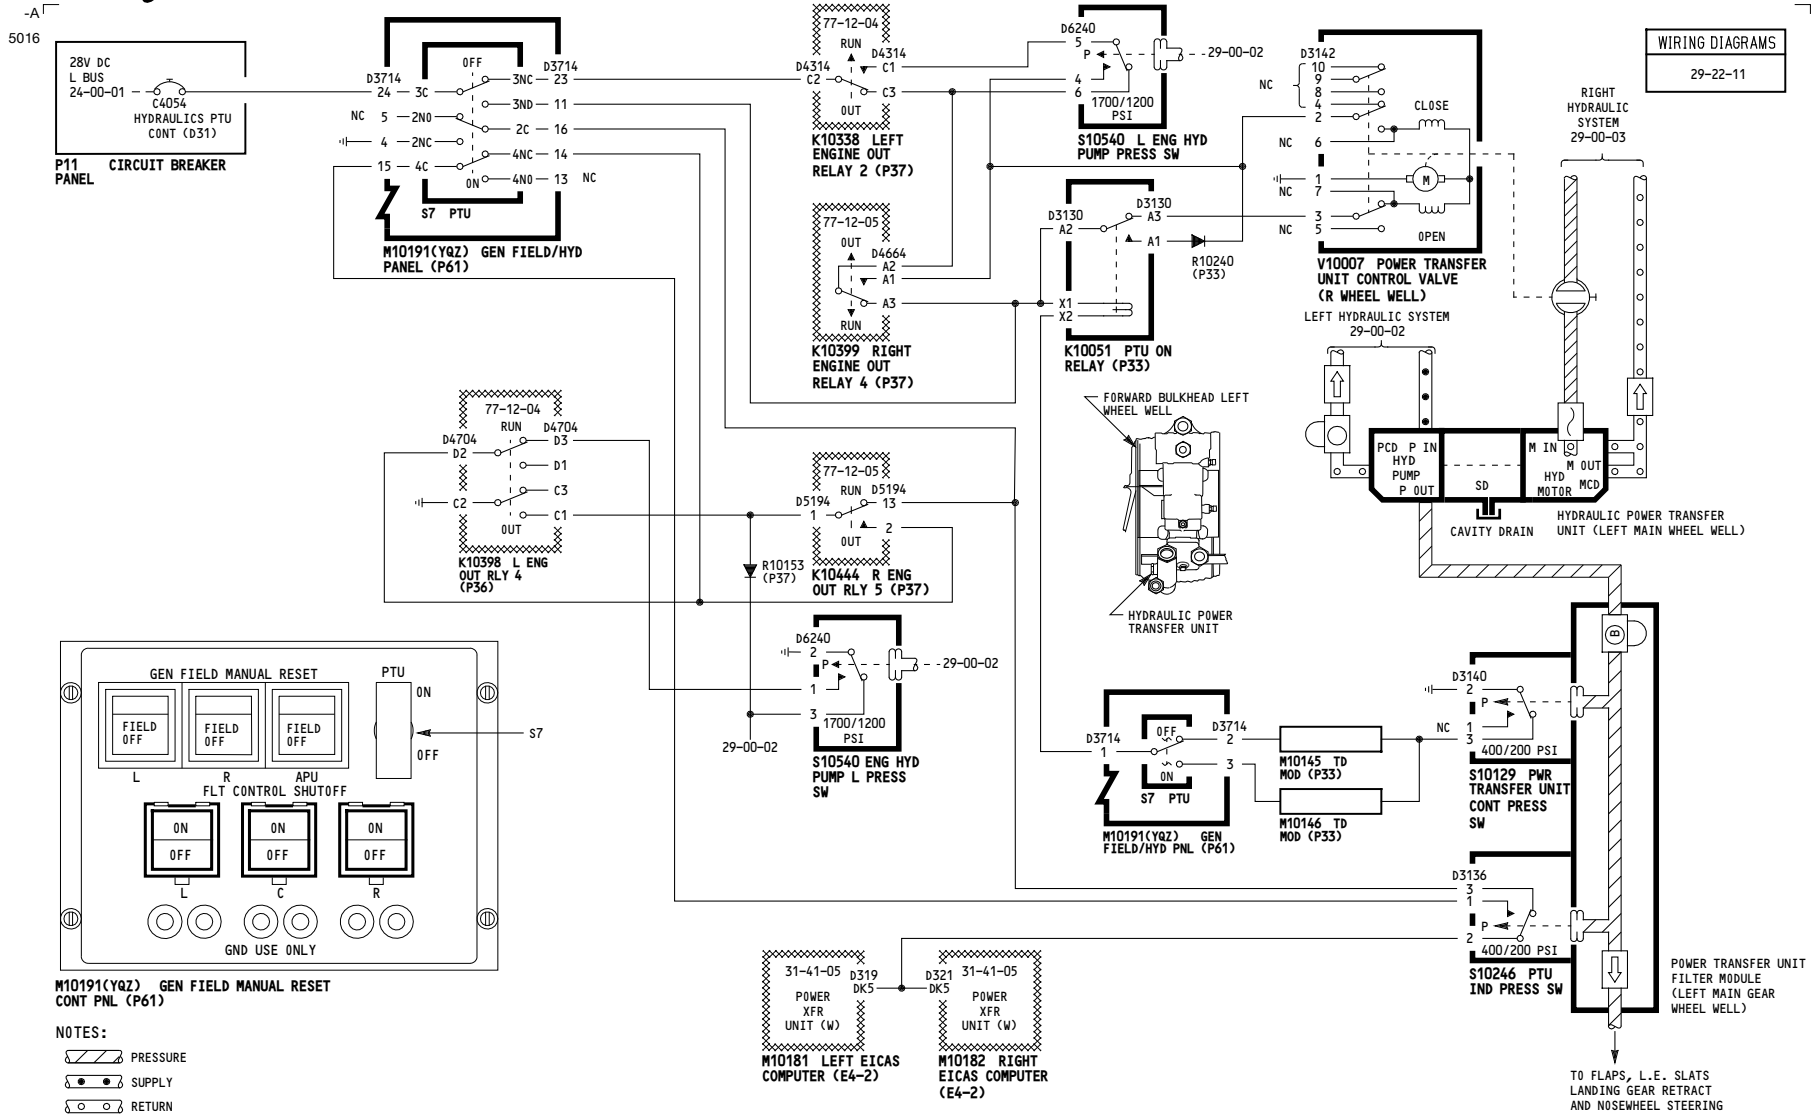 -A
5016
28V DC
L BUS
24-00-01
C4054
HYDRAULICS PTU
CONT (D31)
P11 CIRCUIT BREAKER
PANEL
D3714
24
3C
OFF
3NC
D3714
23
3ND
11
NC
5
2NO
2C
16
4
2NC
4NC
14
15
4C
ON
4NO
13
NC
S7 PTU
M10191(YQZ) GEN FIELD/HYD
PANEL (P61)
77-12-04
RUN
D4314
C2
D4314
C1
C3
OUT
K10338 LEFT
ENGINE OUT
RELAY 2 (P37)
77-12-05
OUT
D4664
A2
A1
A3
RUN
K10399 RIGHT
ENGINE OUT
RELAY 4 (P37)
D6240
5
P
4
6
1700/1200
PSI
29-00-02
S10540 L ENG HYD
PUMP PRESS SW
D3130
A2
D3130
A3
A1
X1
X2
R10240
(P33)
K10051 PTU ON
RELAY (P33)
D3142
10
9
8
4
2
NC
NC
6
1
NC
7
3
NC
5
CLOSE
M
OPEN
V10007 POWER TRANSFER
UNIT CONTROL VALVE
(R WHEEL WELL)
WIRING DIAGRAMS
29-22-11
RIGHT
HYDRAULIC
SYSTEM
29-00-03
LEFT HYDRAULIC SYSTEM
29-00-02
PCD P IN
HYD
PUMP
P OUT
SD
M IN
M OUT
HYD
MOTOR
MCD
CAVITY DRAIN
HYDRAULIC POWER TRANSFER
UNIT (LEFT MAIN WHEEL WELL)
FORWARD BULKHEAD LEFT
WHEEL WELL
HYDRAULIC POWER
TRANSFER UNIT
77-12-04
RUN
D4704
D2
D4704
D3
D1
C3
C2
C1
OUT
K10398 L ENG
OUT RLY 4
(P36)
R10153
(P37)
77-12-05
RUN
D5194
1
D5194
13
2
OUT
K10444 R ENG
OUT RLY 5 (P37)
D6240
2
P
1
3
1700/1200
PSI
29-00-02
29-00-02
S10540 ENG HYD
PUMP L PRESS
SW
GEN FIELD MANUAL RESET
PTU
ON
OFF
S7
FIELD
OFF
FIELD
OFF
FIELD
OFF
L
R
APU
FLT CONTROL SHUTOFF
ON
OFF
ON
OFF
ON
OFF
L
C
R
GND USE ONLY
M10191(YQZ) GEN FIELD MANUAL RESET
CONT PNL (P61)
D3714
1
OFF
D3714
2
3
ON
S7 PTU
M10191(YQZ) GEN
FIELD/HYD PNL (P61)
M10145 TD
MOD (P33)
M10146 TD
MOD (P33)
D3140
2
P
NC
1
3
400/200 PSI
S10129 PWR
TRANSFER UNIT
CONT PRESS
SW
B
D3136
3
1
P
2
400/200 PSI
S10246 PTU
IND PRESS SW
31-41-05
POWER
XFR
UNIT (W)
D319
DK5
M10181 LEFT EICAS
COMPUTER (E4-2)
D321
DK5
31-41-05
POWER
XFR
UNIT (W)
M10182 RIGHT
EICAS COMPUTER
(E4-2)
POWER TRANSFER UNIT
FILTER MODULE
(LEFT MAIN GEAR
WHEEL WELL)
TO FLAPS, L.E. SLATS
LANDING GEAR RETRACT
AND NOSEWHEEL STEERING
NOTES:
PRESSURE
SUPPLY
RETURN